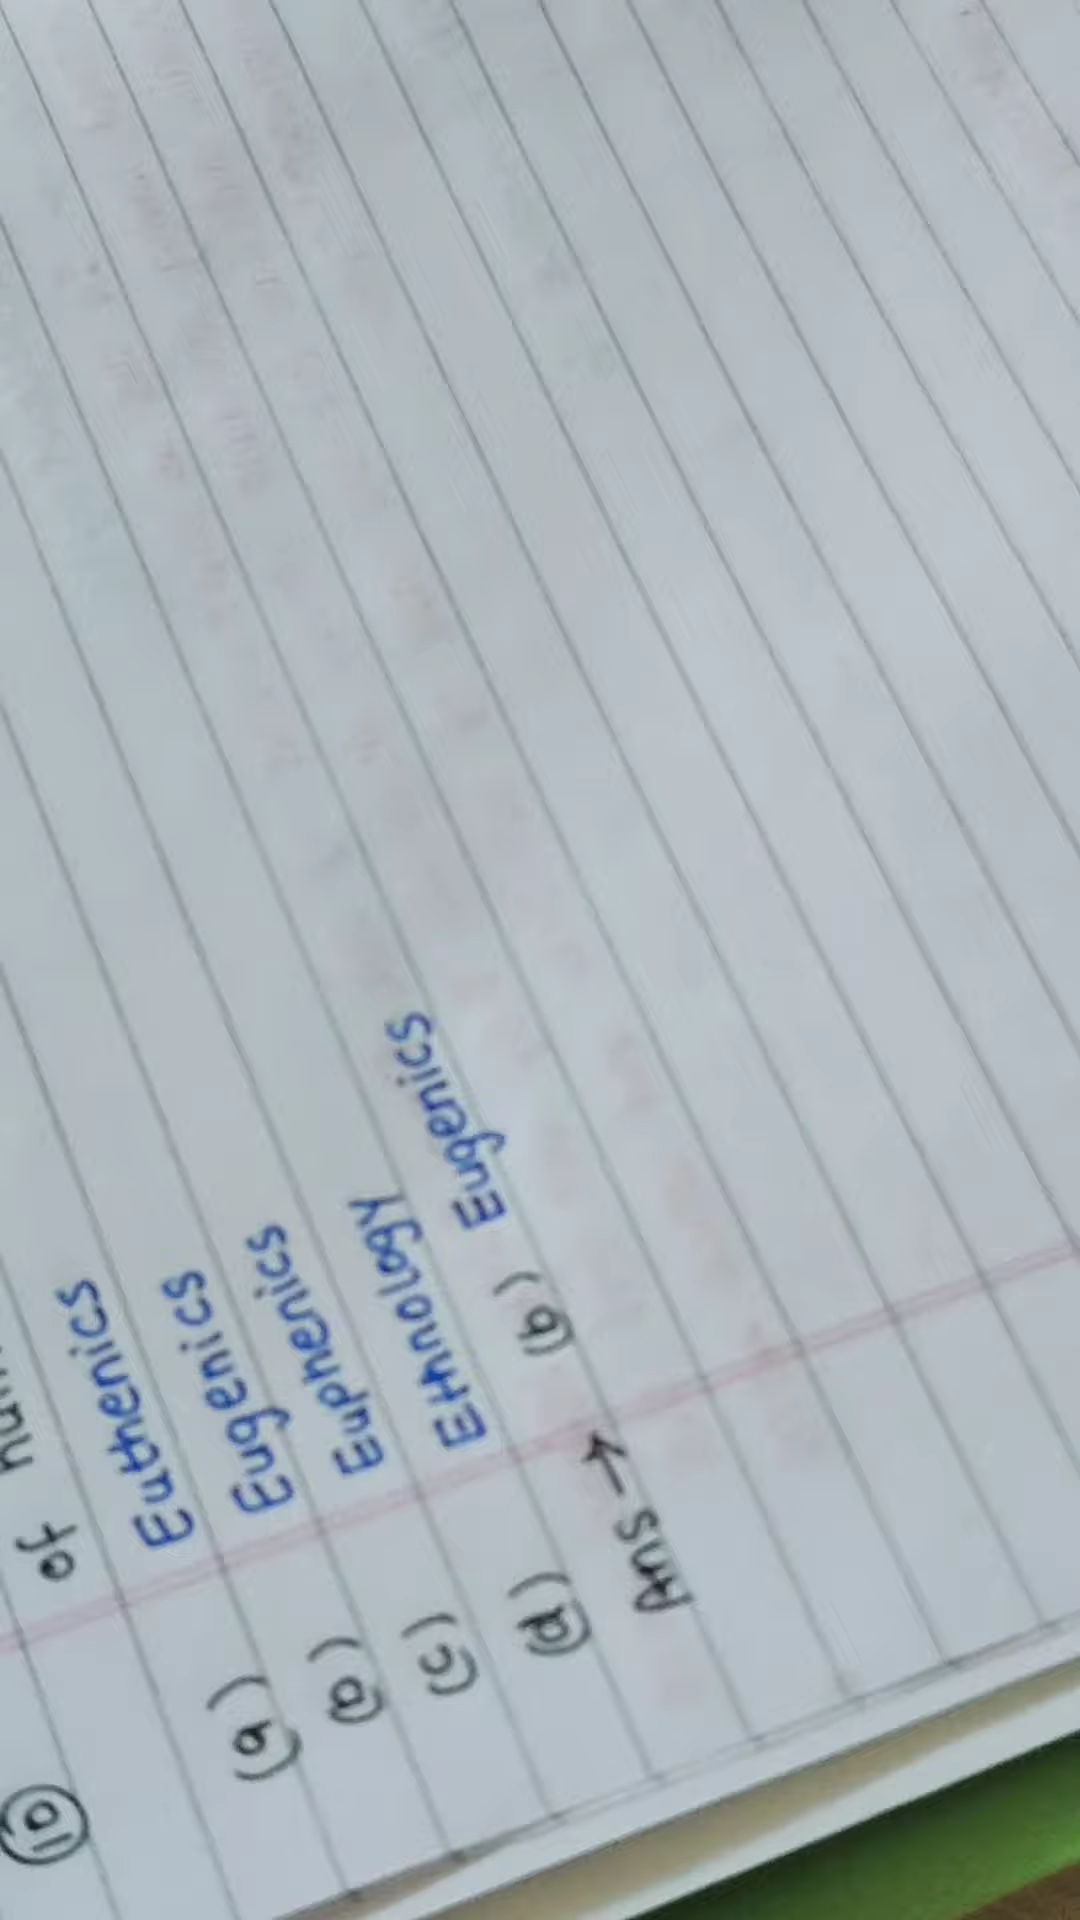 (10) of
(a) Euthenics
(b) Eugenics
(c) Euphenics
(d) Ethnology
Ans → (b) Eugenics